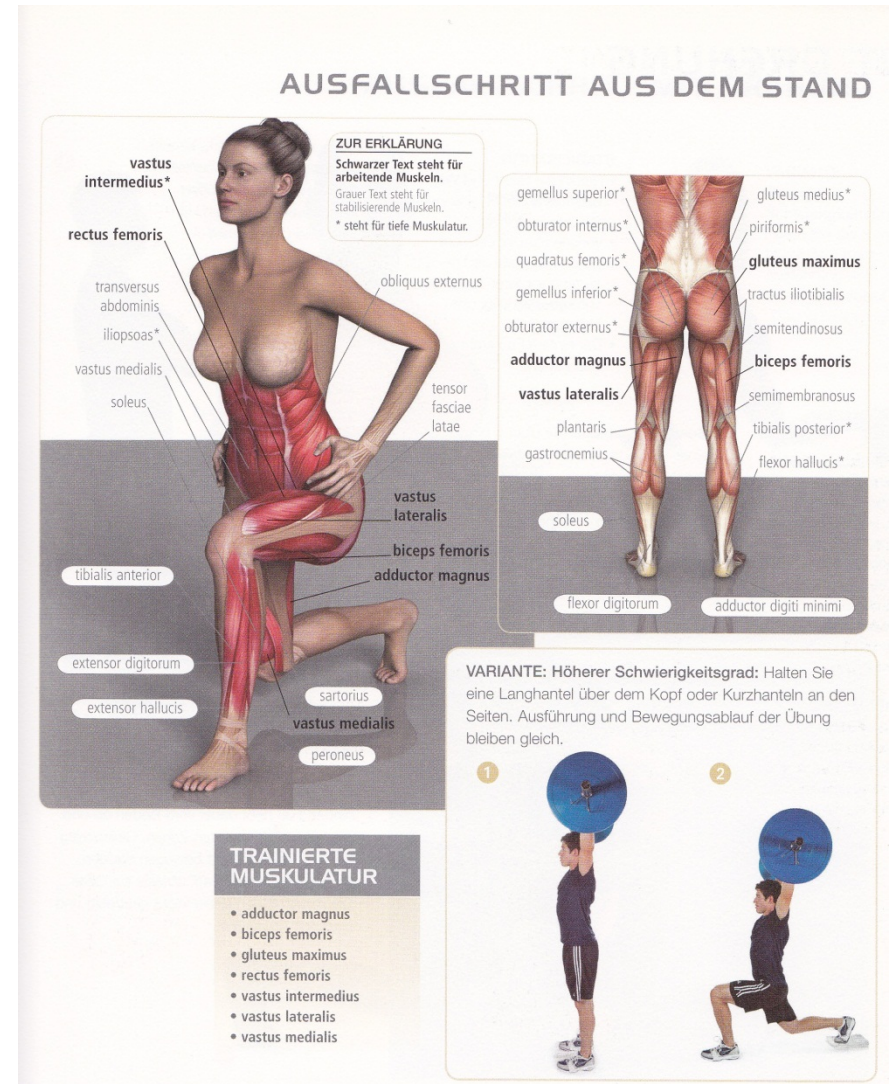 AUSFALLSCHRITT AUS DEM STAND
ZUR ERKLÄRUNG
Schwarzer Text steht für
arbeitende Muskeln.
Grauer Text steht für
stabilisierende Muskeln.
* steht für tiefe Muskulatur.
vastus
intermedius*
rectus femoris
transversus
abdominis
iliopsoas*
vastus medialis
soleus
obliquus externus
tensor
fasciae
latae
vastus
lateralis
biceps femoris
adductor magnus
tibialis anterior
extensor digitorum
extensor hallucis
sartorius
vastus medialis
peroneus
gemellus superior*
obturator internus*
quadratus femoris*
gemellus inferior*
obturator externus*
adductor magnus
vastus lateralis
plantaris
gastrocnemius
soleus
flexor digitorum
gluteus medius*
piriformis*
gluteus maximus
tractus iliotibialis
semitendinosus
biceps femoris
semimembranosus
tibialis posterior*
flexor hallucis*
adductor digiti minimi
VARIANTE: Höherer Schwierigkeitsgrad: Halten Sie
eine Langhantel über dem Kopf oder Kurzhanteln an den
Seiten. Ausführung und Bewegungsablauf der Übung
bleiben gleich.
1
2
TRAINIERTE
MUSKULATUR
• adductor magnus
• biceps femoris
• gluteus maximus
• rectus femoris
• vastus intermedius
• vastus lateralis
• vastus medialis